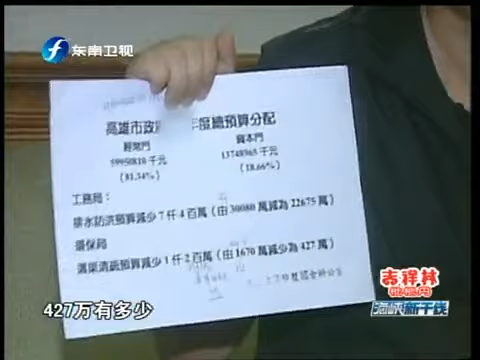 东南卫视
高雄市政府年度總預算分配
經常門
資本門
59950810千元
13748965千元
(81.34%)
(18.66%)
工務局：
排水防洪預算減少7仟4百萬（由30080萬減為22675萬）
環保局
溝渠清疏預算減少1仟2百萬（由1670萬減少為427萬）
427万有多少
吉祥林
海峡新干线